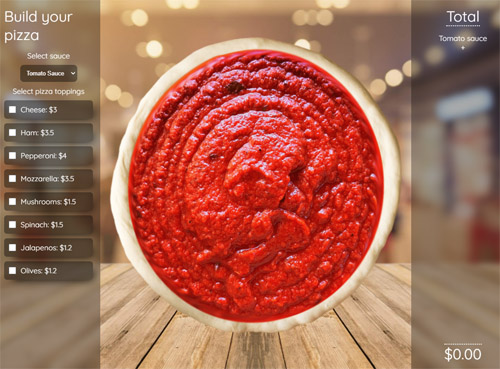 Build your
pizza
Select sauce
Tomato Sauce
Select pizza toppings
Cheese: $3
Ham: $3.5
Pepperoni: $4
Mozzarella: $3.5
Mushrooms: $1.5
Spinach: $1.5
Jalapenos: $1.2
Olives: $1.2
Total
Tomato sauce
+
$0.00